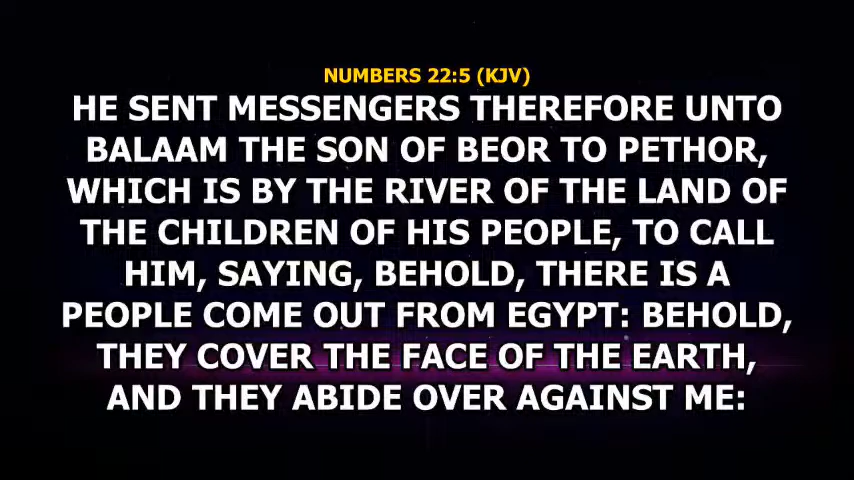 NUMBERS 22:5 (KJV)
HE SENT MESSENGERS THEREFORE UNTO
BALAAM THE SON OF BEOR TO PETHOR,
WHICH IS BY THE RIVER OF THE LAND OF
THE CHILDREN OF HIS PEOPLE, TO CALL
HIM, SAYING, BEHOLD, THERE IS A
PEOPLE COME OUT FROM EGYPT: BEHOLD,
THEY COVER THE FACE OF THE EARTH,
AND THEY ABIDE OVER AGAINST ME: